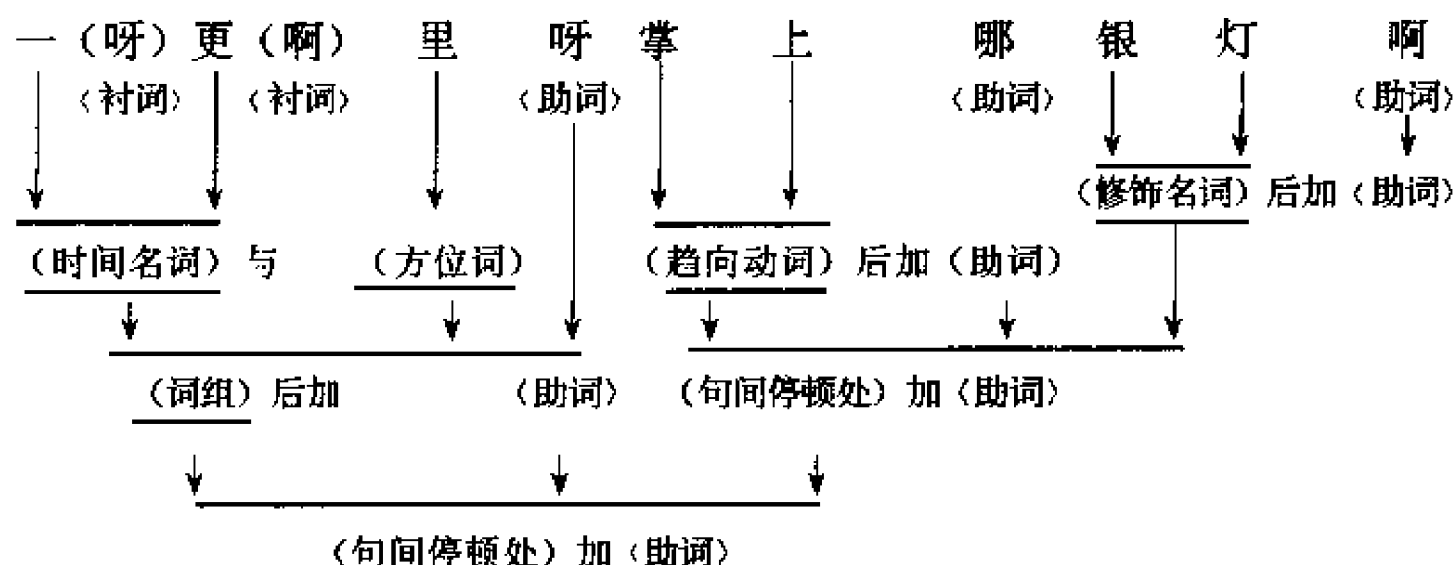 一（呀）更（啊） 里 呀 掌 上 哪 银 灯 啊
（衬词） （衬词） （助词） （助词） （助词）
（修饰名词）后加（助词）
（时间名词）与 （方位词） （趋向动词）后加（助词）
（词组）后加 （助词） （句间停顿处）加（助词）
（句间停顿处）加（助词）